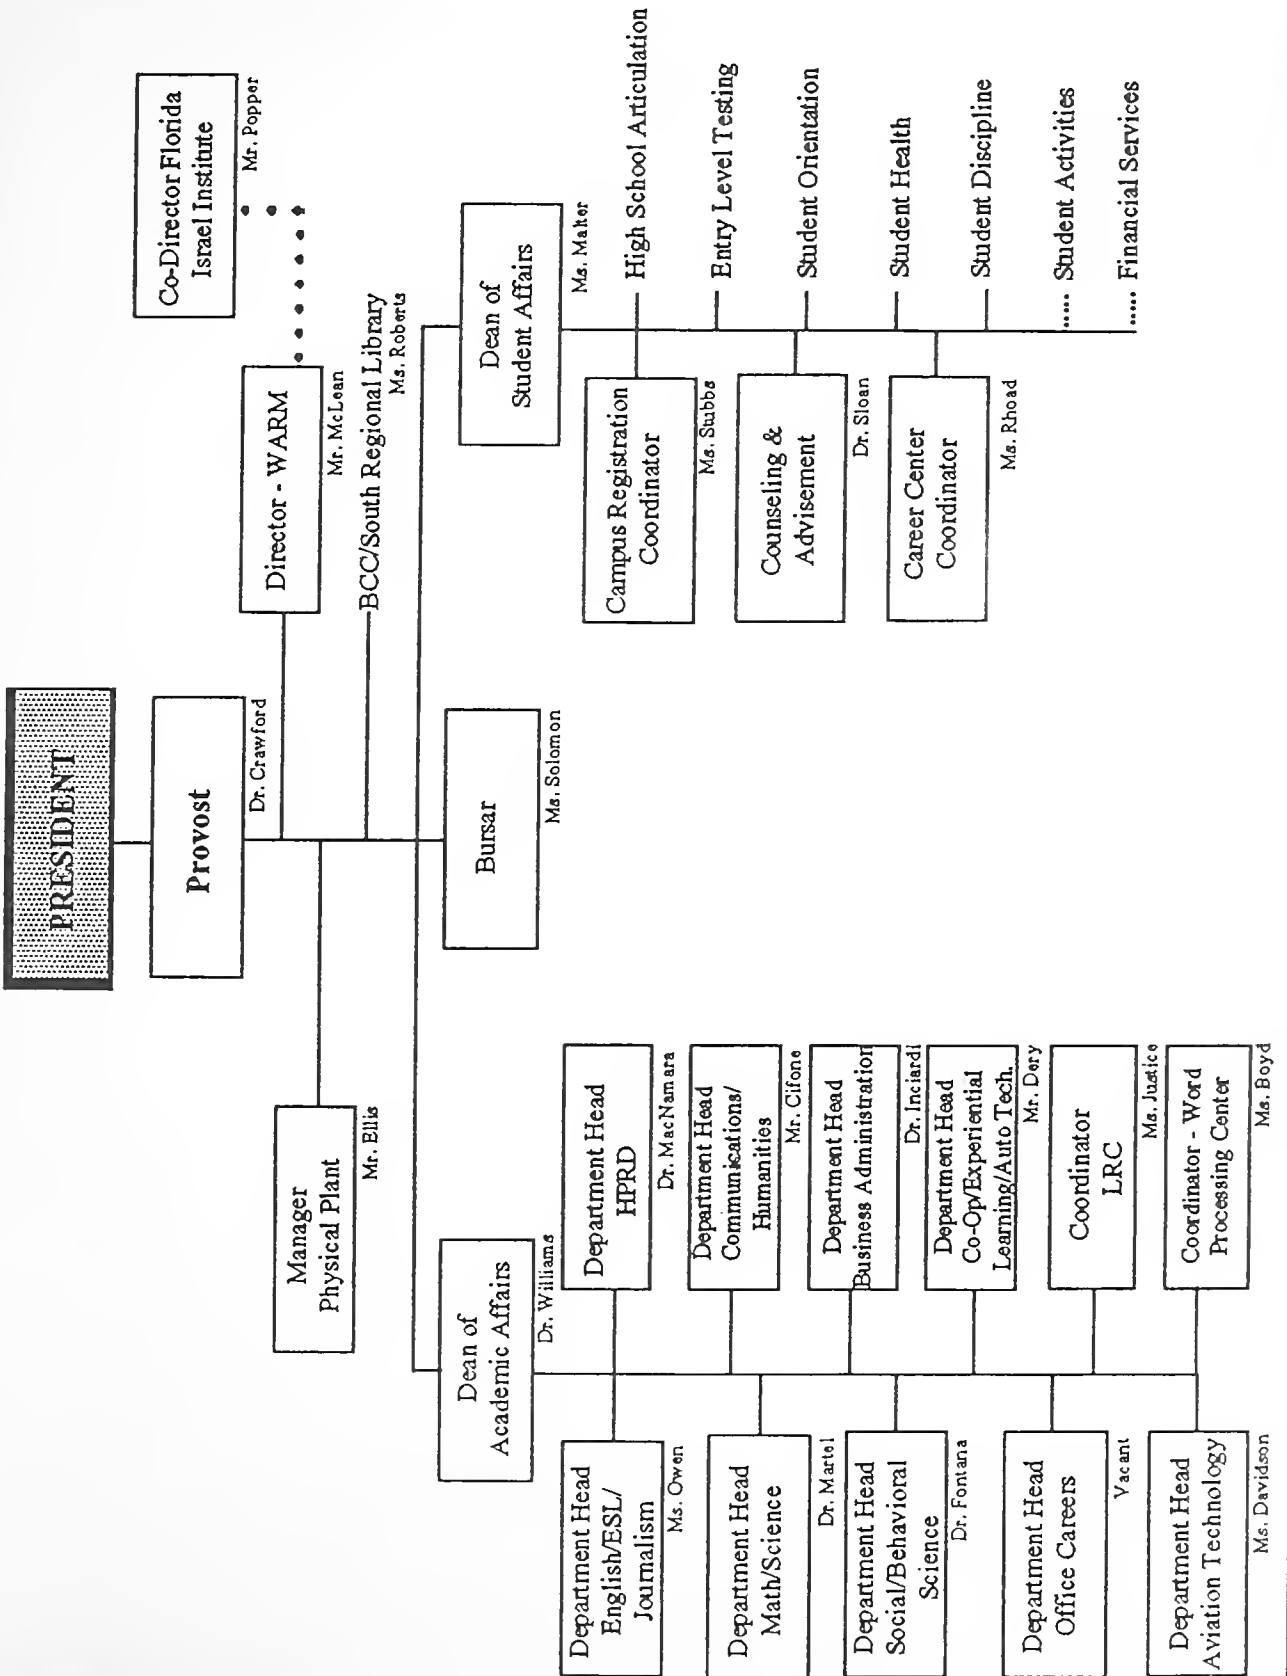 PRESIDENT
Provost
Dr. Crawford
Manager
Physical Plant
Mr. Ellis
Director - WARM
Mr. McLean
Co-Director Florida
Israel Institute
Mr. Popper
BCC/South Regional Library
Ms. Roberts
Dean of
Academic Affairs
Dr. Williams
Bursar
Ms. Solomon
Dean of
Student Affairs
Ms. Maher
Department Head
English/ESL/
Journalism
Ms. Owen
Department Head
Math/Science
Dr. Martel
Department Head
Social/Behavioral
Science
Dr. Fontana
Department Head
Office Careers
Vacant
Department Head
Aviation Technology
Ms. Davidson
Department Head
HPRD
Dr. MacNamara
Department Head
Communications/
Humanities
Mr. Cifone
Department Head
Business Administration
Dr. Inciardi
Department Head
Co-Op/Experiential
Learning/Auto Tech.
Mr. Dery
Coordinator
LRC
Ms. Justice
Coordinator - Word
Processing Center
Ms. Boyd
Campus Registration
Coordinator
Ms. Stubbs
Counseling &
Advisement
Dr. Sloan
Career Center
Coordinator
Ms. Rhoad
High School Articulation
Entry Level Testing
Student Orientation
Student Health
Student Discipline
Student Activities
Financial Services